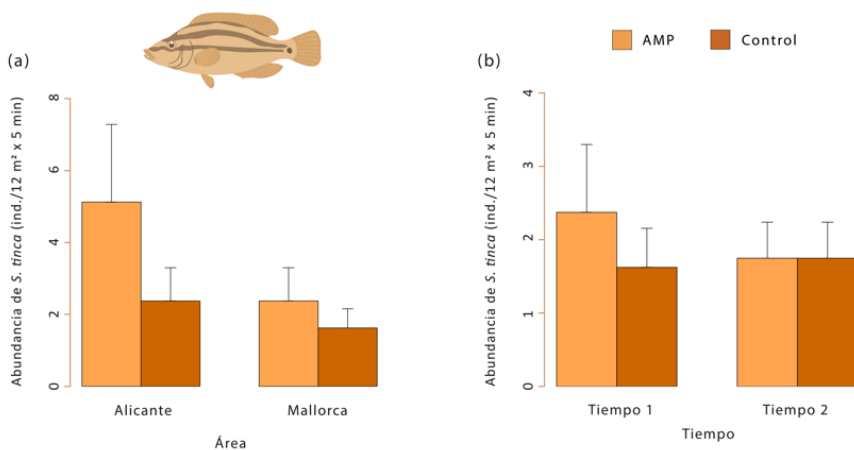 (a)
Abundancia de S. tinca (ind./12 m² x 5 min)
8
6
4
2
0
Alicante
Mallorca
Área
(b)
AMP
Control
Abundancia de S. tinca (ind./12 m² x 5 min)
4
3
2
1
0
Tiempo 1
Tiempo 2
Tiempo